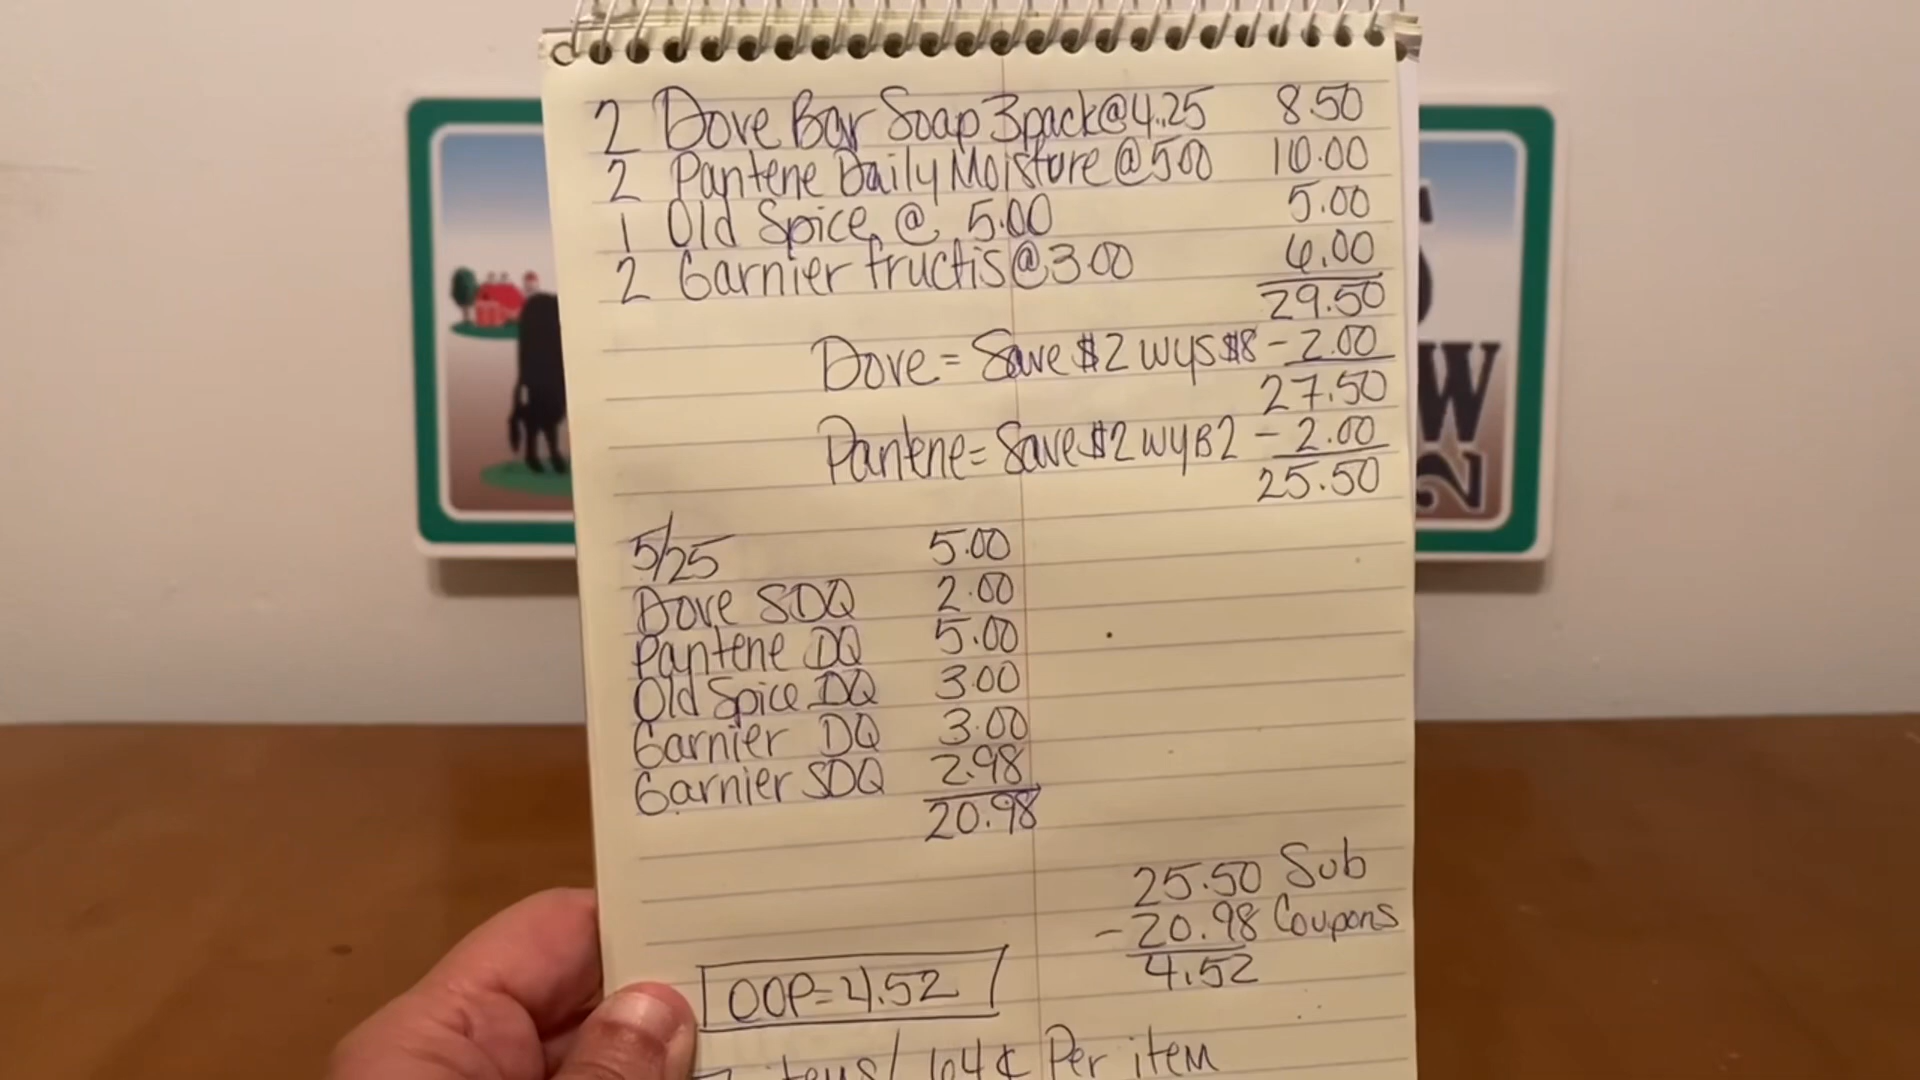 2 Dove Bar Soap 3pack@4.25 8.50
2 Pantene Daily Moisture @500 10.00
1 Old Spice @ 5.00 5.00
2 Garnier fructis@3.00 6.00
29.50
Dove = Save $2 wys $8 - 2.00
27.50
Pantene = Save $2 wyB2 - 2.00
25.50
5/25 5.00
Dove SDQ 2.00
Pantene DQ 5.00
Old Spice DQ 3.00
Garnier DQ 3.00
Garnier SDQ 2.98
20.98
25.50 Sub
- 20.98 Coupons
4.52
OOP=4.52
/ 64¢ Per item
W